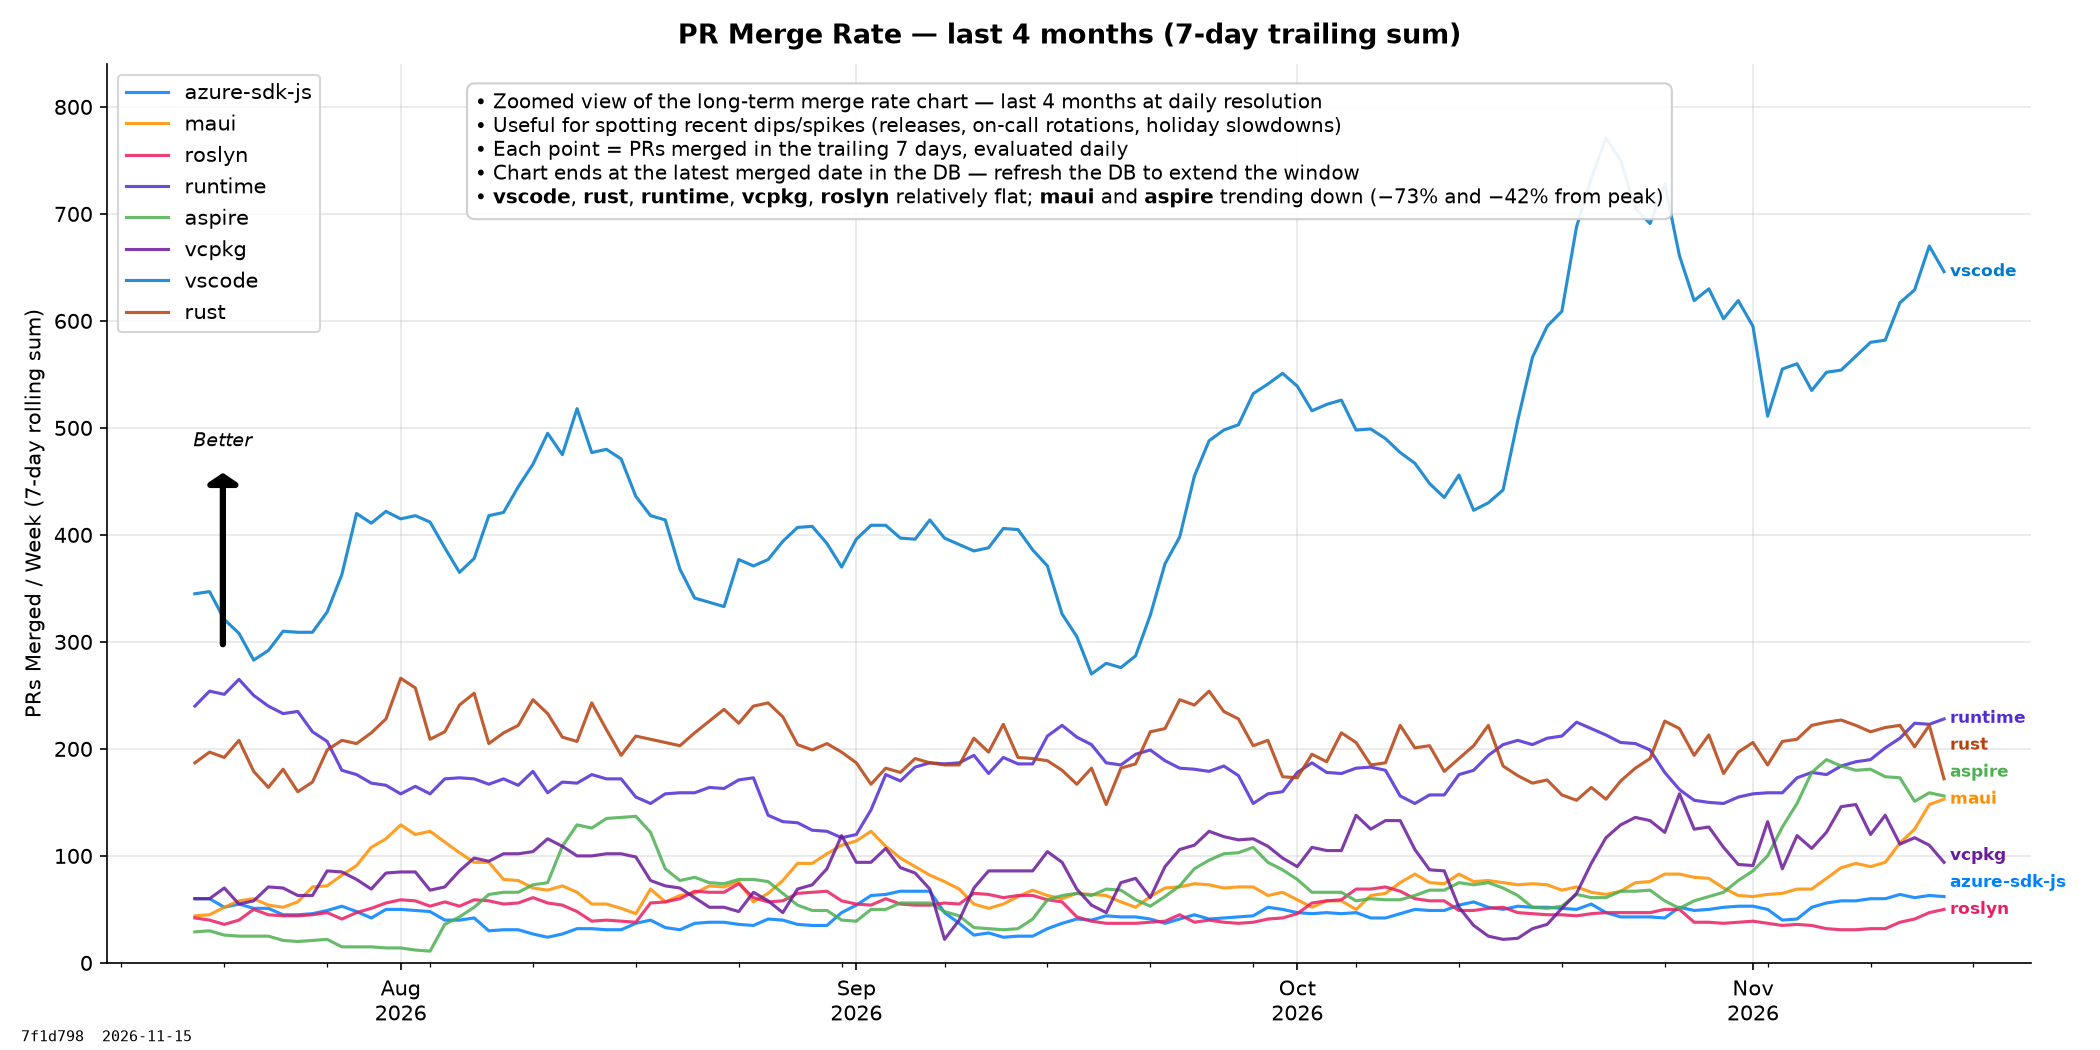 PR Merge Rate — last 4 months (7-day trailing sum)
azure-sdk-js
maui
roslyn
runtime
aspire
vcpkg
vscode
rust
• Zoomed view of the long-term merge rate chart — last 4 months at daily resolution
• Useful for spotting recent dips/spikes (releases, on-call rotations, holiday slowdowns)
• Each point = PRs merged in the trailing 7 days, evaluated daily
• Chart ends at the latest merged date in the DB — refresh the DB to extend the window
• vscode, rust, runtime, vcpkg, roslyn relatively flat; maui and aspire trending down (−73% and −42% from peak)
PRs Merged / Week (7-day rolling sum)
800
700
600
500
400
300
200
100
0
Better
vscode
runtime
rust
aspire
maui
vcpkg
azure-sdk-js
roslyn
Aug
2026
Sep
2026
Oct
2026
Nov
2026
7f1d798 2026-11-15